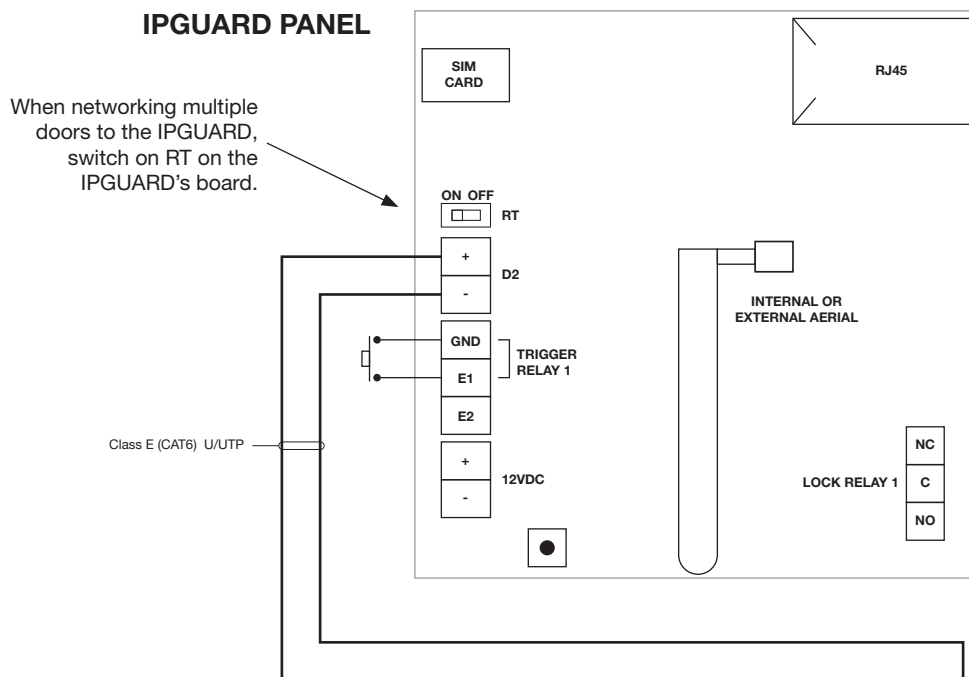 IPGUARD PANEL
When networking multiple
doors to the IPGUARD,
switch on RT on the
IPGUARD’s board.
SIM
CARD
RJ45
ON OFF
RT
+
-
D2
INTERNAL OR
EXTERNAL AERIAL
GND
E1
E2
TRIGGER
RELAY 1
Class E (CAT6) U/UTP
+
-
12VDC
LOCK RELAY 1
NC
C
NO